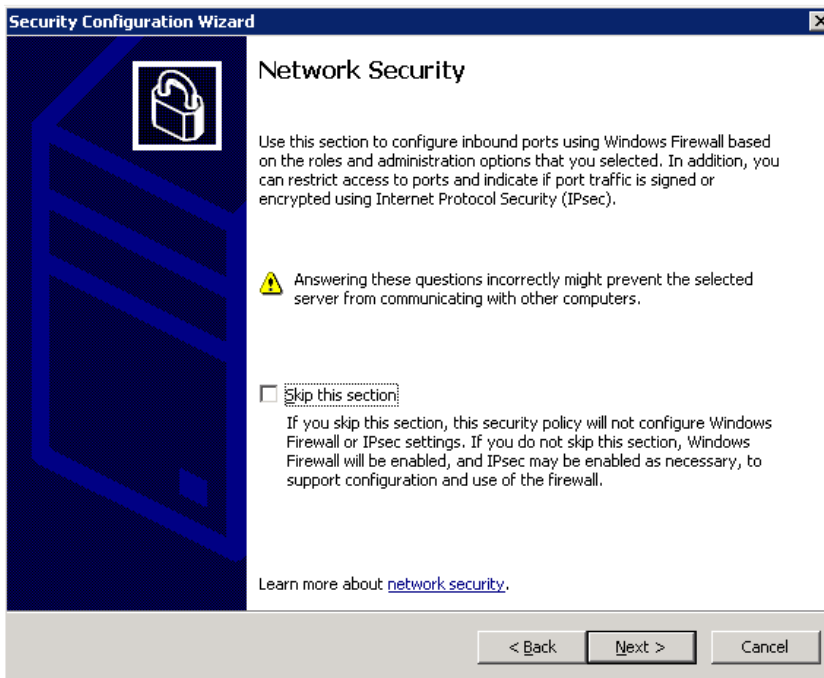 Security Configuration Wizard
Network Security
Use this section to configure inbound ports using Windows Firewall based
on the roles and administration options that you selected. In addition, you
can restrict access to ports and indicate if port traffic is signed or
encrypted using Internet Protocol Security (IPsec).
Answering these questions incorrectly might prevent the selected
server from communicating with other computers.
Skip this section
If you skip this section, this security policy will not configure Windows
Firewall or IPsec settings. If you do not skip this section, Windows
Firewall will be enabled, and IPsec may be enabled as necessary, to
support configuration and use of the firewall.
Learn more about network security.
< Back Next > Cancel